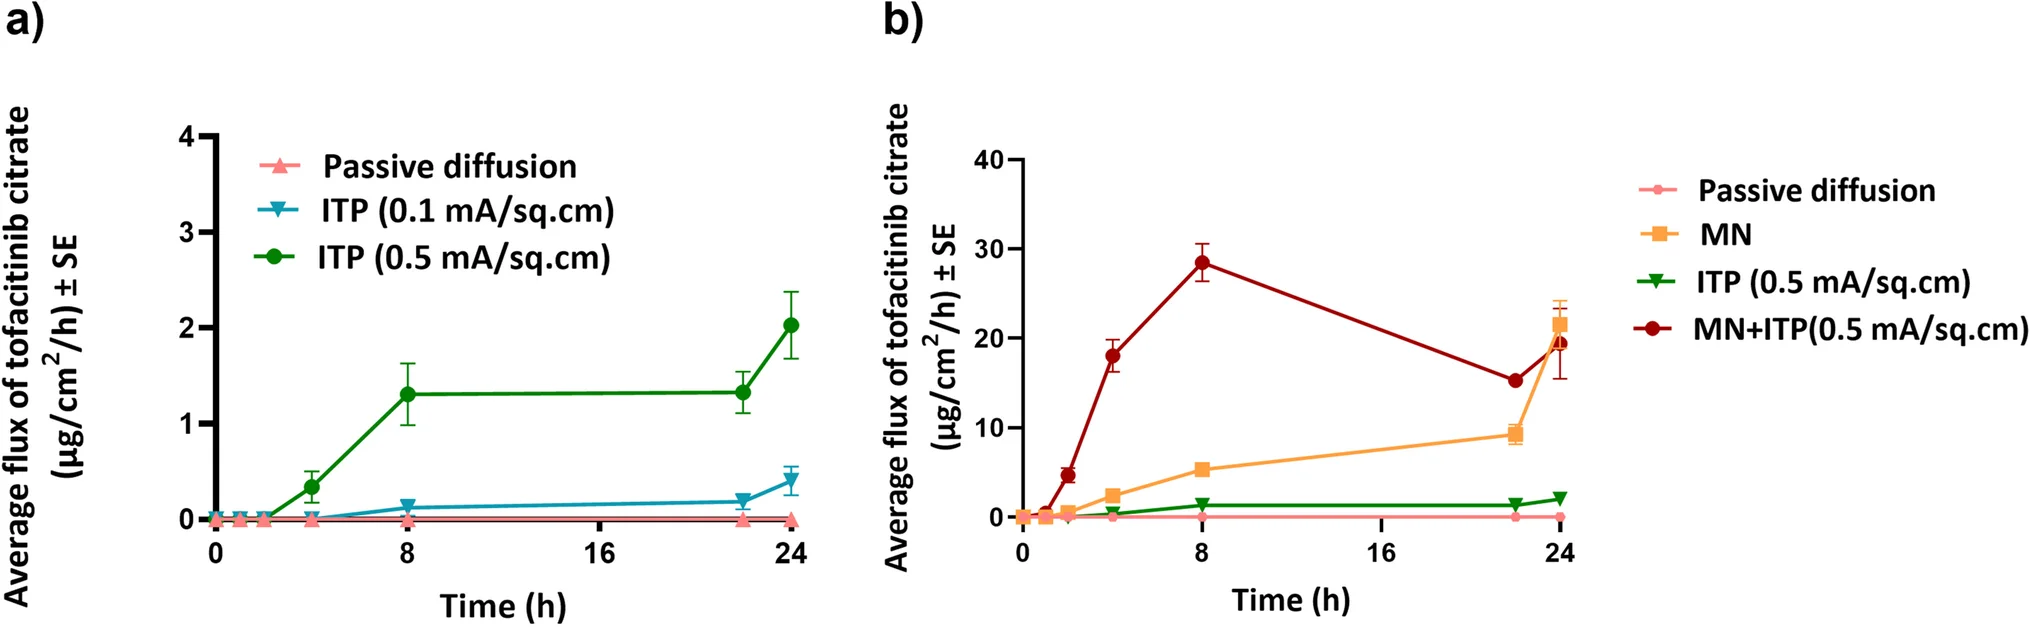 a)
Average flux of tofacitinib citrate
(µg/cm²/h) ± SE
4
3
2
1
0
Passive diffusion
ITP (0.1 mA/sq.cm)
ITP (0.5 mA/sq.cm)
0 8 16 24
Time (h)
b)
Average flux of tofacitinib citrate
(µg/cm²/h) ± SE
40
30
20
10
0
0 8 16 24
Time (h)
Passive diffusion
MN
ITP (0.5 mA/sq.cm)
MN+ITP(0.5 mA/sq.cm)